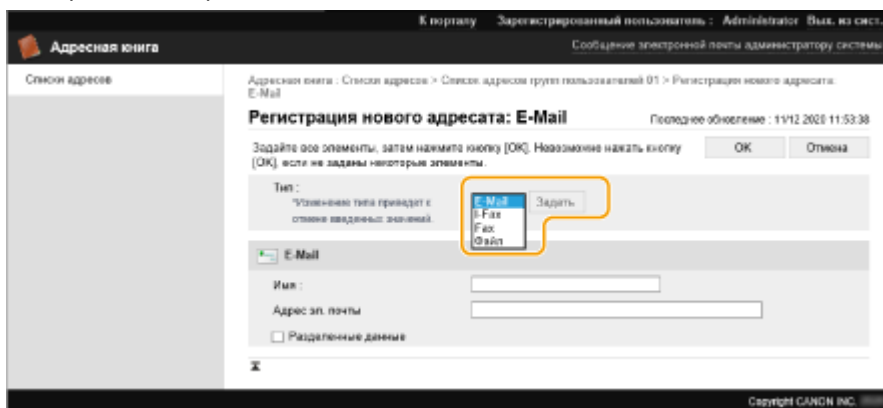 К порталу Зарегистрированный пользователь : Administrator Вых. из сист.
Адресная книга
Сообщение электронной почты администратору системы
Списки адресов
Адресная книга : Списки адресов > Список адресов групп пользователей 01 > Регистрация нового адресата:
E-Mail
Регистрация нового адресата: E-Mail
Последнее обновление : 11/12 2020 11:53:38
Задайте все элементы, затем нажмите кнопку [OK]. Невозможно нажать кнопку
[OK], если не заданы некоторые элементы.
OK
Отмена
Тип :
*Изменение типа приведет к
отмене введенных значений.
E-Mail
I-Fax
Fax
Файл
Задать
E-Mail
Имя :
Адрес эл. почты
Разделенные данные
Copyright CANON INC.